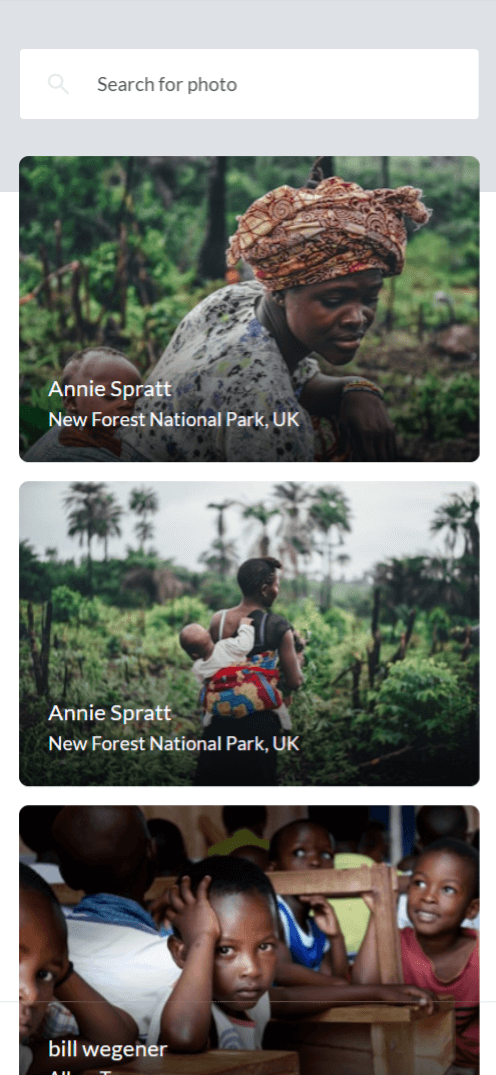 Search for photo
Annie Spratt
New Forest National Park, UK
Annie Spratt
New Forest National Park, UK
bill wegener